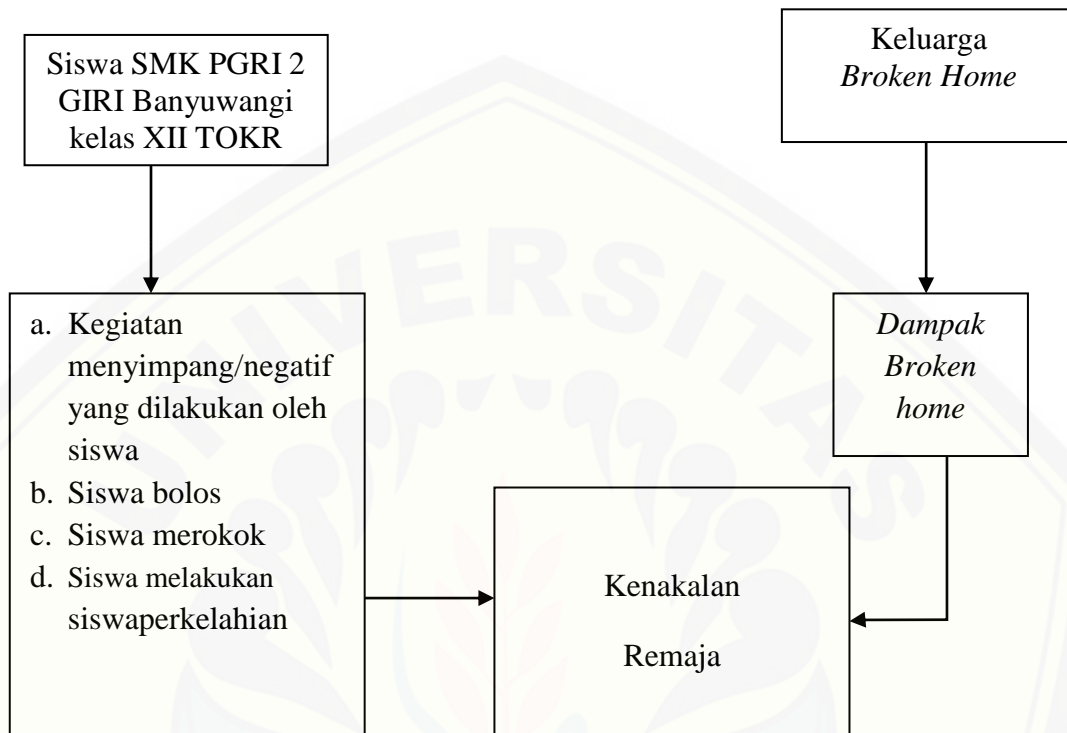 Siswa SMK PGRI 2
GIRI Banyuwangi
kelas XII TOKR
Keluarga
Broken Home
a. Kegiatan
menyimpang/negatif
yang dilakukan oleh
siswa
b. Siswa bolos
c. Siswa merokok
d. Siswa melakukan
siswaperkelahian
Dampak
Broken
home
Kenakalan
Remaja
UNIVERSITAS